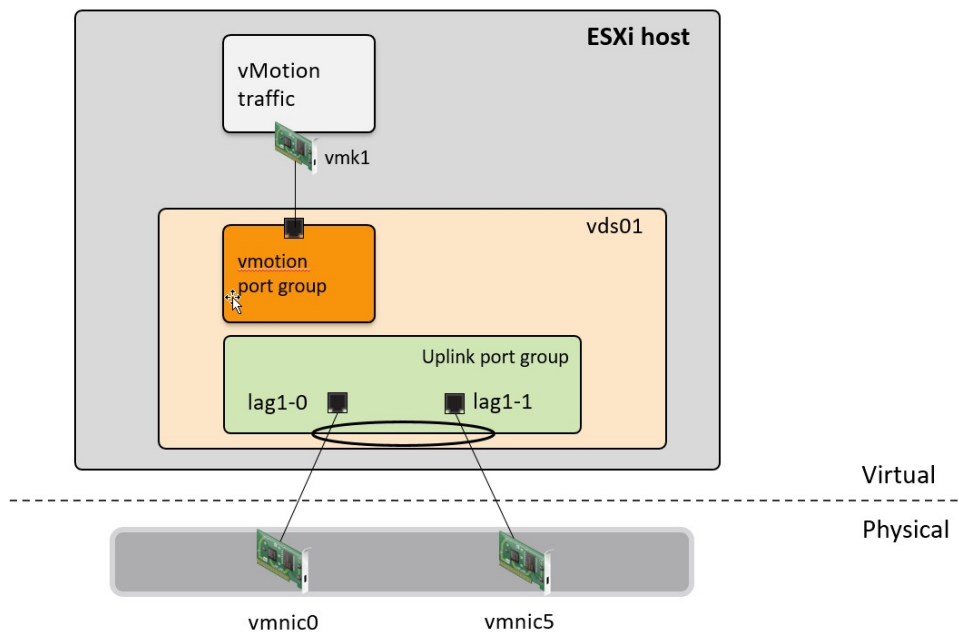 ESXi host
vMotion
traffic
vmk1
vds01
vmotion
port group
Uplink port group
lag1-0
lag1-1
Virtual
Physical
vmnic0
vmnic5